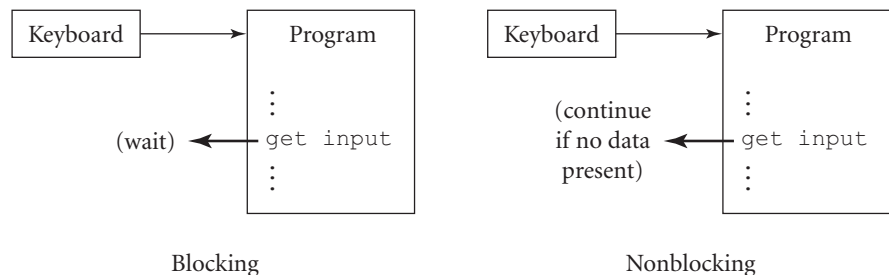 Keyboard
Program
⋮
(wait)
get input
⋮
Blocking
Keyboard
Program
⋮
(continue
if no data
present)
get input
⋮
Nonblocking